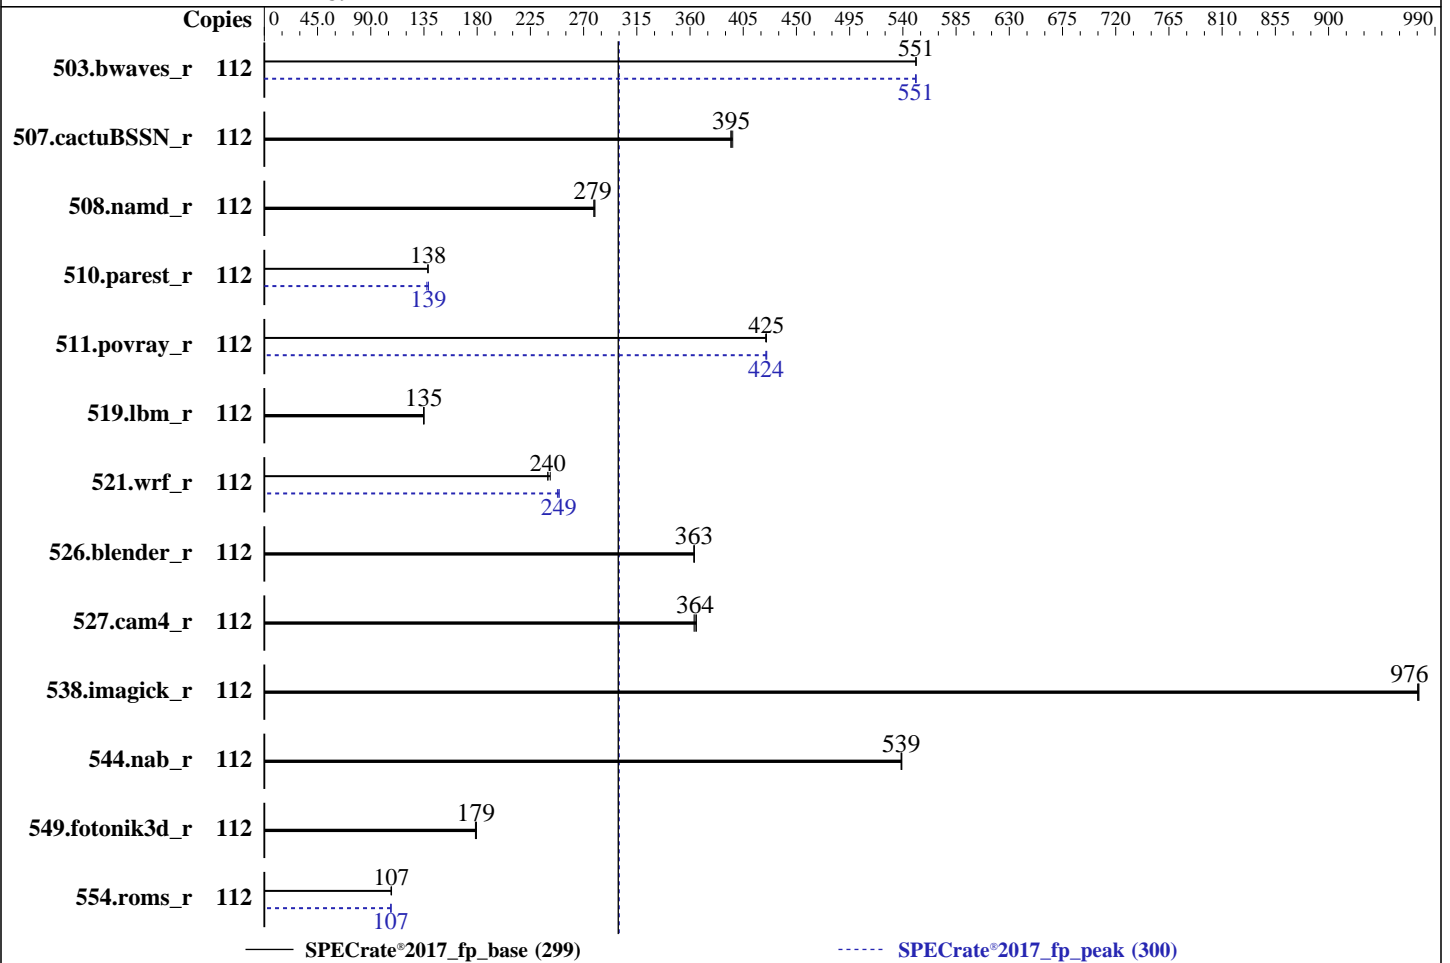 Copies 0 45.0 90.0 135 180 225 270 315 360 405 450 495 540 585 630 675 720 765 810 855 900 990
503.bwaves_r 112 551
551
507.cactuBSSN_r 112 395
508.namd_r 112 279
510.parest_r 112 138
139
511.povray_r 112 425
424
519.lbm_r 112 135
521.wrf_r 112 240
249
526.blender_r 112 363
527.cam4_r 112 364
538.imagick_r 112 976
544.nab_r 112 539
549.fotonik3d_r 112 179
554.roms_r 112 107
107
SPECrate®2017_fp_base (299) SPECrate®2017_fp_peak (300)